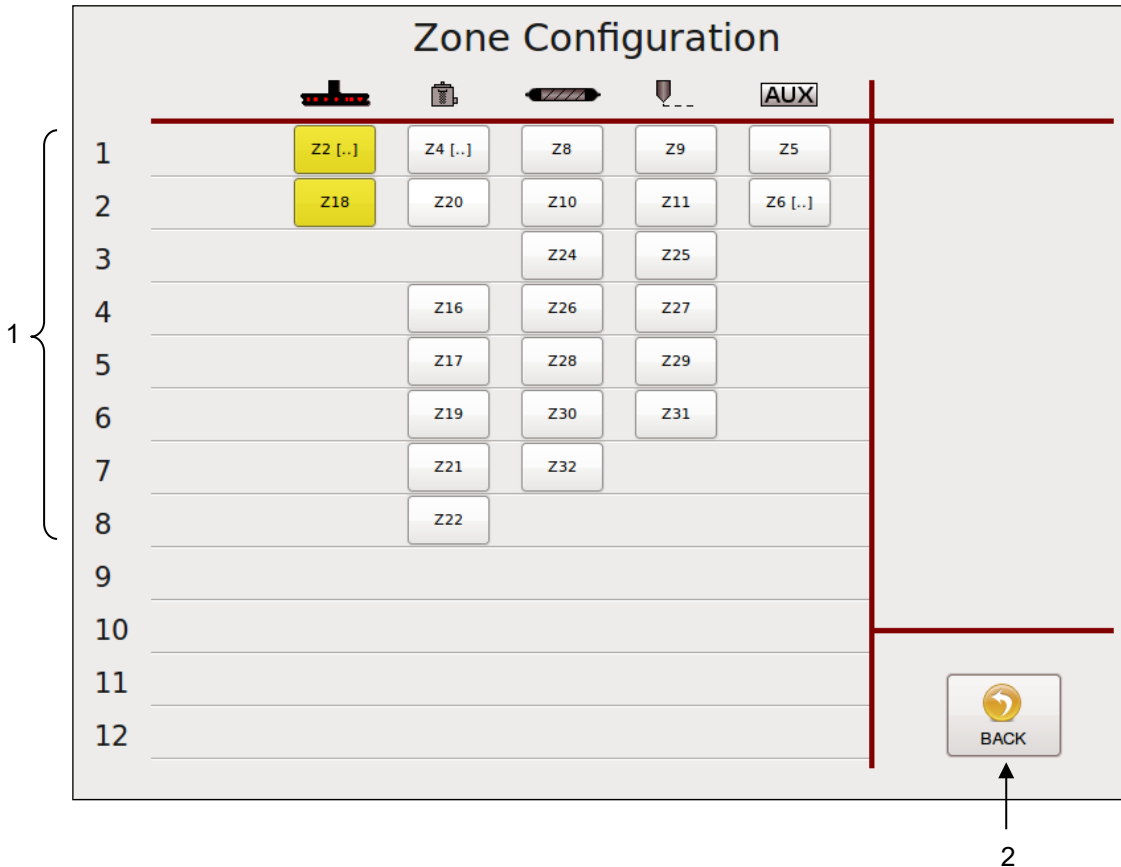 Zone Configuration
AUX
1 Z2 [..] Z4 [..] Z8 Z9 Z5
2 Z18 Z20 Z10 Z11 Z6 [..]
3 Z24 Z25
4 Z16 Z26 Z27
1
5 Z17 Z28 Z29
6 Z19 Z30 Z31
7 Z21 Z32
8 Z22
9
10
11
12
BACK
2